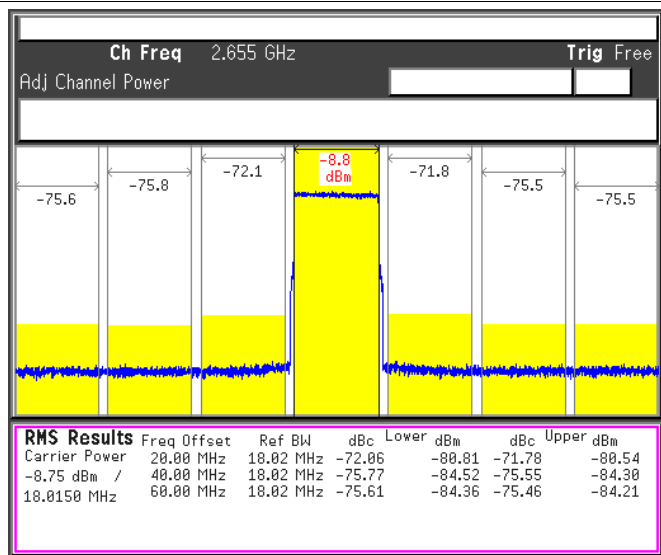 Ch Freq 2.655 GHz Trig Free
Adj Channel Power
-75.6 -75.8 -72.1 -8.8 dBm -71.8 -75.5 -75.5
RMS Results Freq Offset Ref BW dBc Lower dBm dBc Upper dBm
Carrier Power 20.00 MHz 18.02 MHz -72.06 -80.81 -71.78 -80.54
-8.75 dBm / 40.00 MHz 18.02 MHz -75.77 -84.52 -75.55 -84.30
18.0150 MHz 60.00 MHz 18.02 MHz -75.61 -84.36 -75.46 -84.21